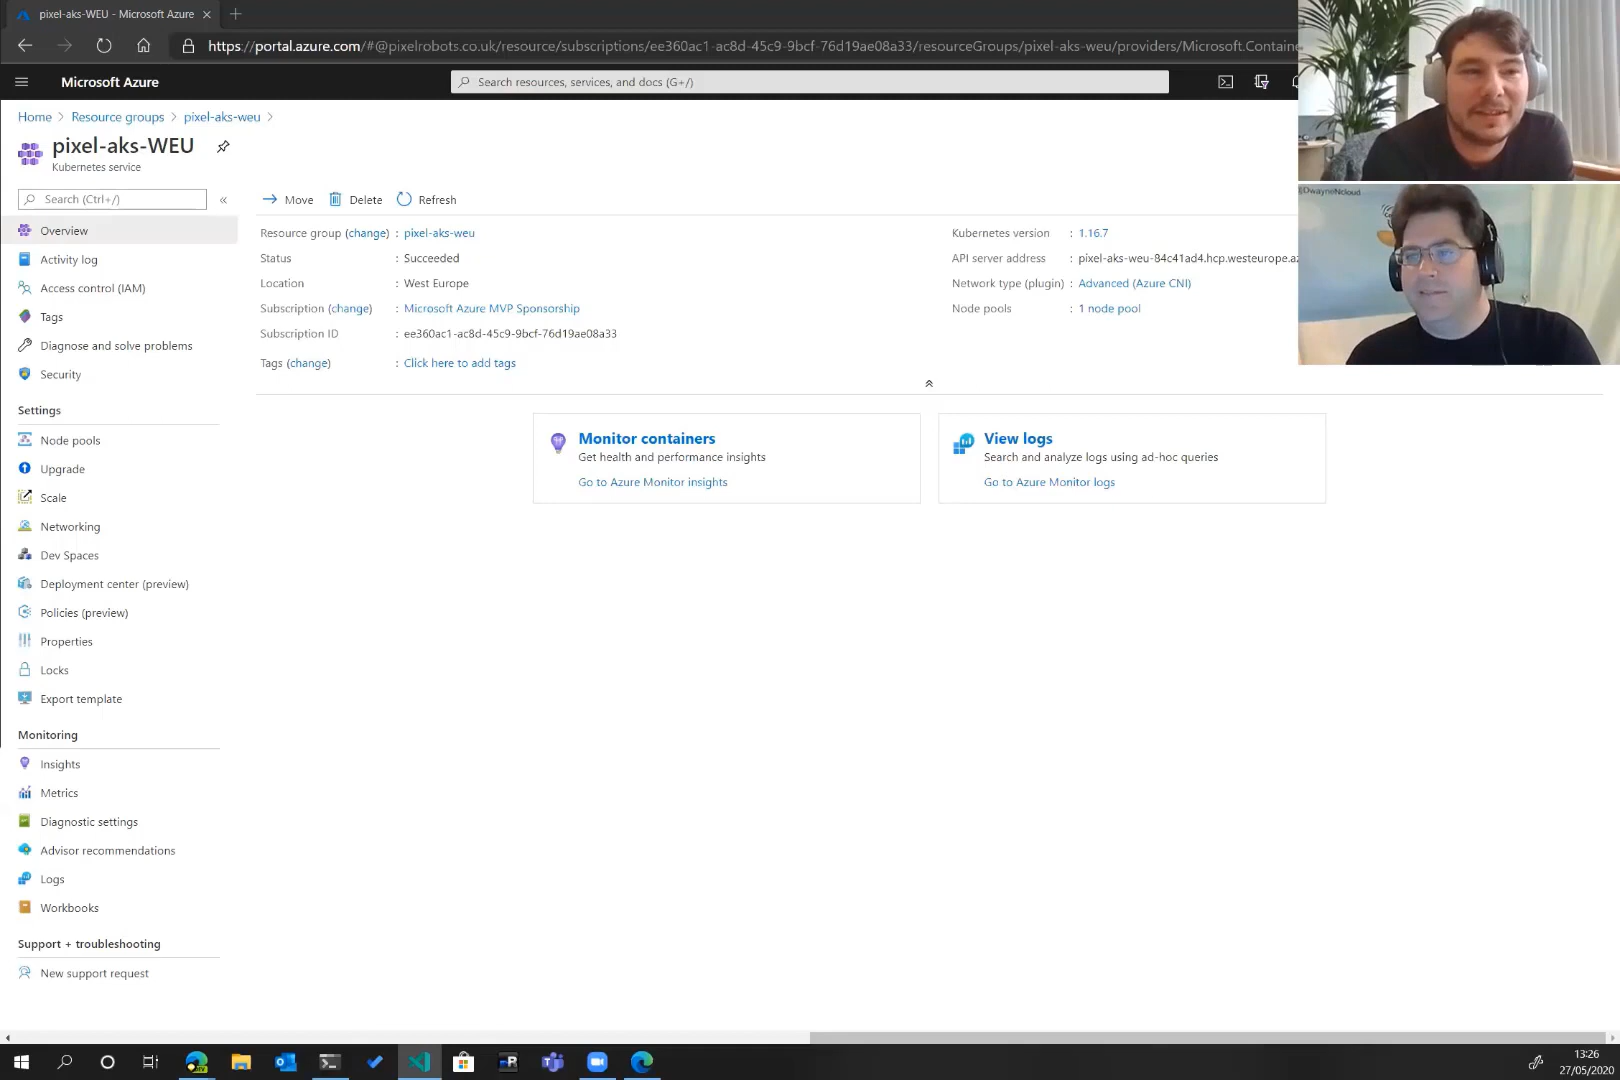 pixel-aks-WEU - Microsoft Azure
https://portal.azure.com/#@pixelrobots.co.uk/resource/subscriptions/ee360ac1-ac8d-45c9-9bcf-76d19ae08a33/resourceGroups/pixel-aks-weu/providers/Microsoft.Containe
Microsoft Azure
Search resources, services, and docs (G+/)
Home > Resource groups > pixel-aks-weu >
pixel-aks-WEU
Kubernetes service
Search (Ctrl+/)
«
Overview
Activity log
Access control (IAM)
Tags
Diagnose and solve problems
Security
Settings
Node pools
Upgrade
Scale
Networking
Dev Spaces
Deployment center (preview)
Policies (preview)
Properties
Locks
Export template
Monitoring
Insights
Metrics
Diagnostic settings
Advisor recommendations
Logs
Workbooks
Support + troubleshooting
New support request
Move Delete Refresh
Resource group (change) : pixel-aks-weu
Status : Succeeded
Location : West Europe
Subscription (change) : Microsoft Azure MVP Sponsorship
Subscription ID : ee360ac1-ac8d-45c9-9bcf-76d19ae08a33
Tags (change) : Click here to add tags
Kubernetes version : 1.16.7
API server address : pixel-aks-weu-84c41ad4.hcp.westeurope.az
Network type (plugin) : Advanced (Azure CNI)
Node pools : 1 node pool
Monitor containers
Get health and performance insights
Go to Azure Monitor insights
View logs
Search and analyze logs using ad-hoc queries
Go to Azure Monitor logs
@DwayneNcloud
13:26
27/05/2020